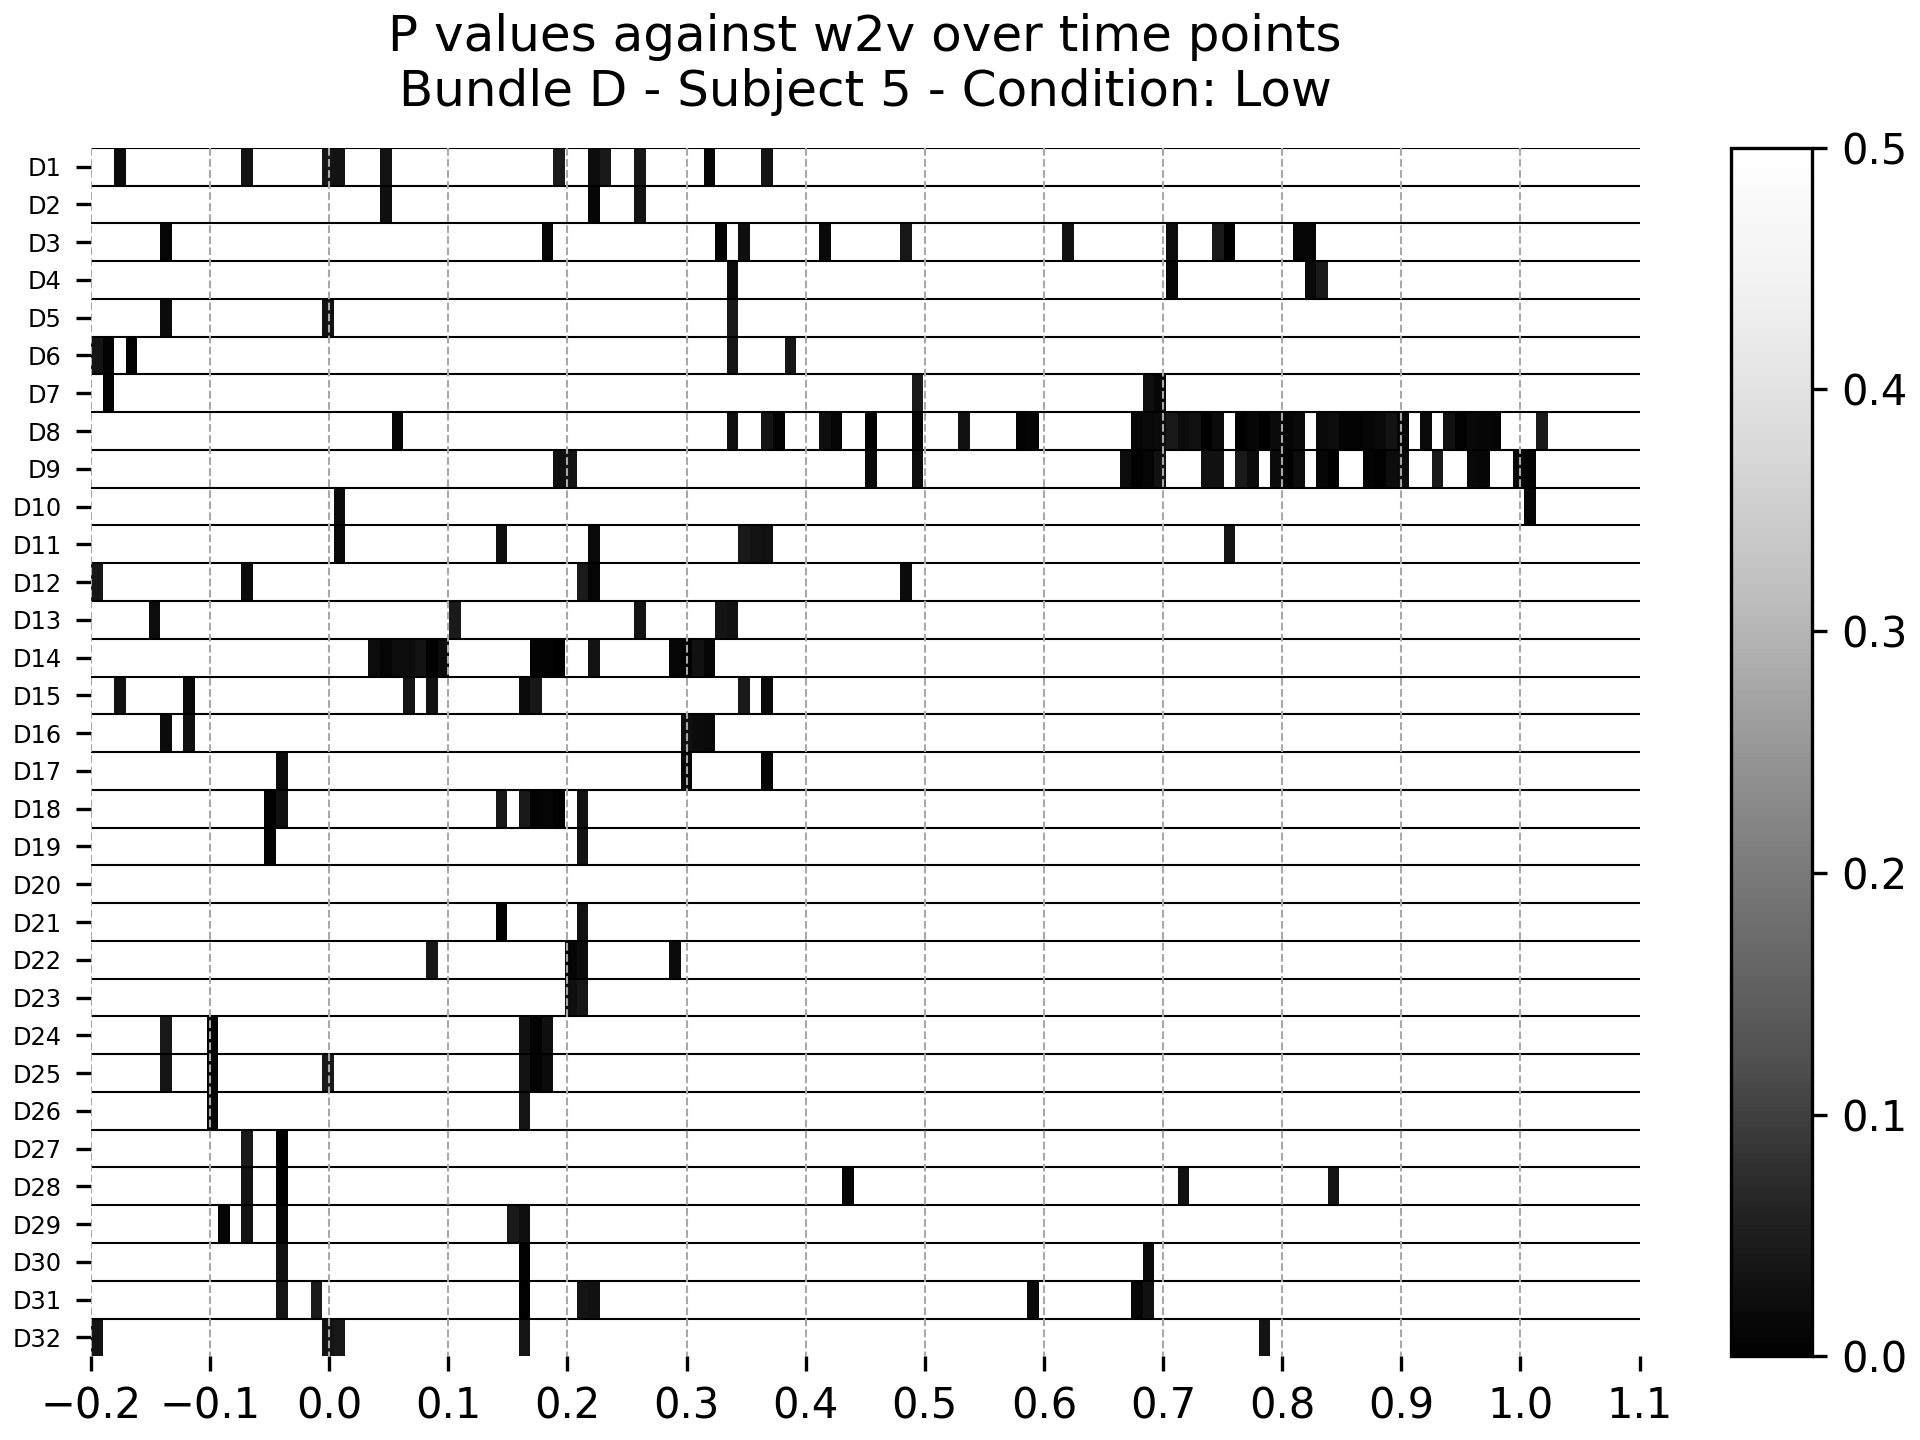 P values against w2v over time points
Bundle D - Subject 5 - Condition: Low
D1
D2
D3
D4
D5
D6
D7
D8
D9
D10
D11
D12
D13
D14
D15
D16
D17
D18
D19
D20
D21
D22
D23
D24
D25
D26
D27
D28
D29
D30
D31
D32
−0.2 −0.1 0.0 0.1 0.2 0.3 0.4 0.5 0.6 0.7 0.8 0.9 1.0 1.1
0.5
0.4
0.3
0.2
0.1
0.0